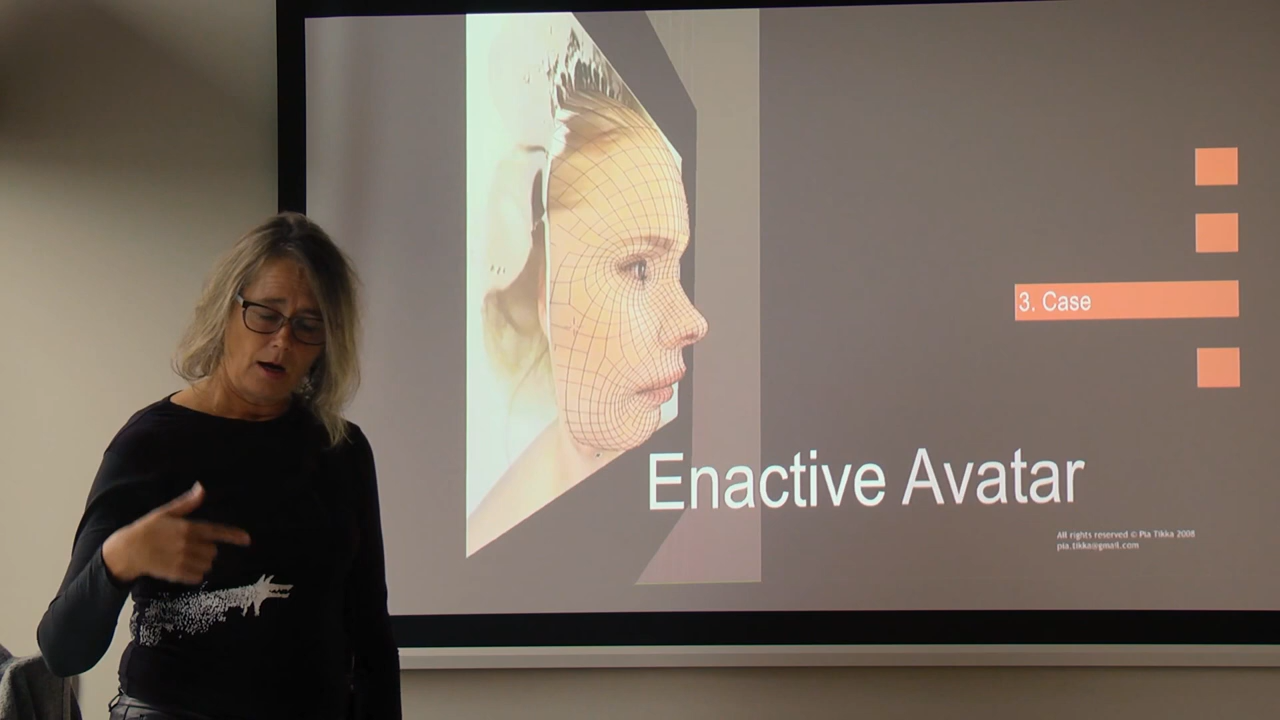 3. Case
Enactive Avatar
All rights reserved © Pia Tikka 2008
pia.tikka@gmail.com